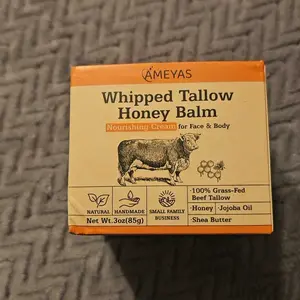 AMEYAS
Whipped Tallow
Honey Balm
Nourishing Cream for Face & Body
NATURAL
HANDMADE
SMALL FAMILY
BUSINESS
100% Grass-Fed
Beef Tallow
Honey Jojoba Oil
Shea Butter
Net Wt.3oz(85g)